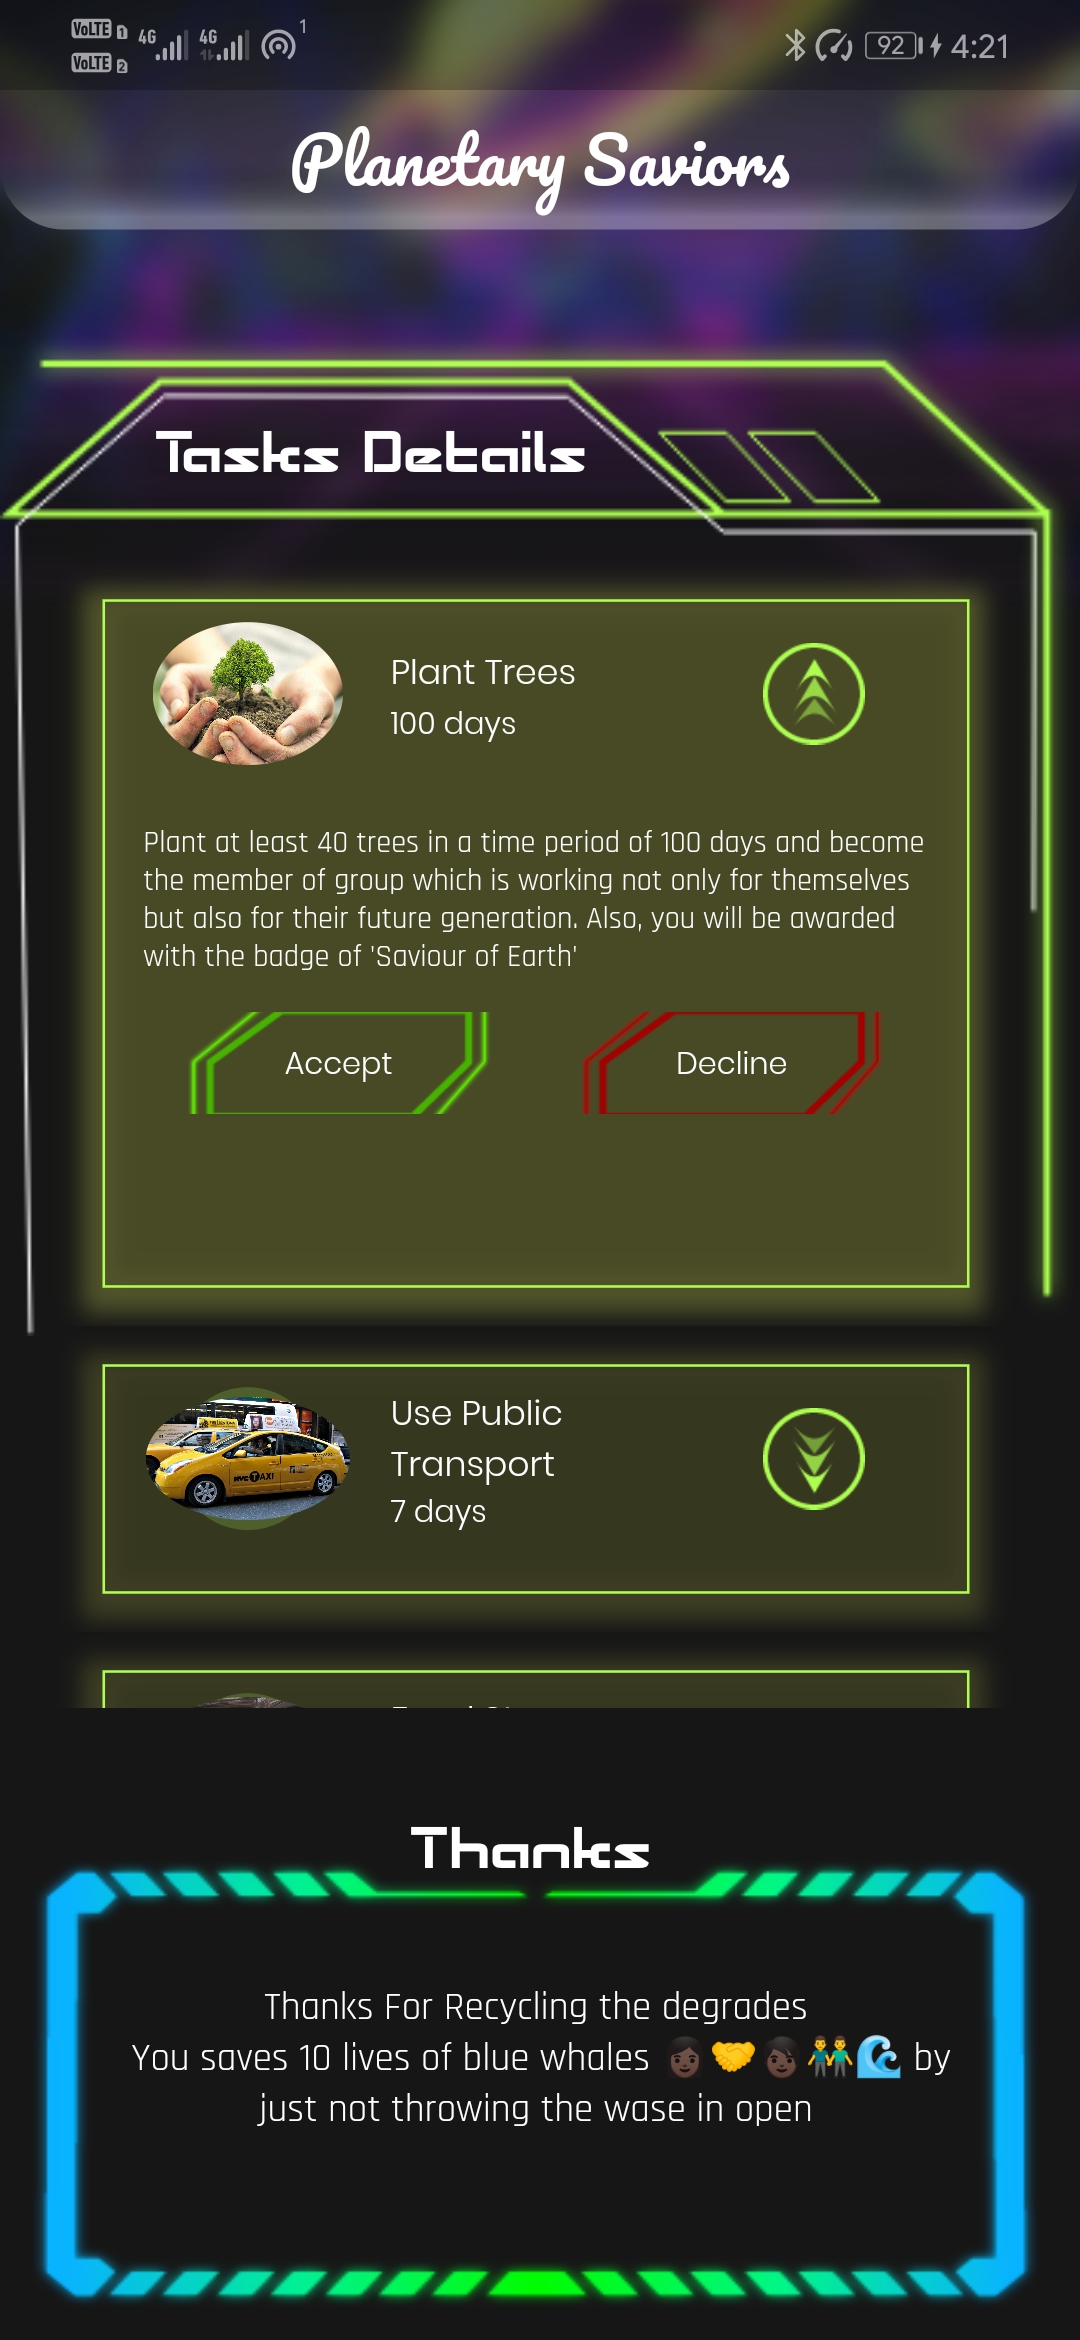 VoLTE 1 4G 4G 1 92 4:21
VoLTE 2
Planetary Saviors
Tasks Details
Plant Trees
100 days
Plant at least 40 trees in a time period of 100 days and become
the member of group which is working not only for themselves
but also for their future generation. Also, you will be awarded
with the badge of 'Saviour of Earth'
Accept Decline
Use Public
Transport
7 days
NYC TAXI
Thanks
Thanks For Recycling the degrades
You saves 10 lives of blue whales 👩🏿🤝🧑🏿👬🌊 by
just not throwing the wase in open